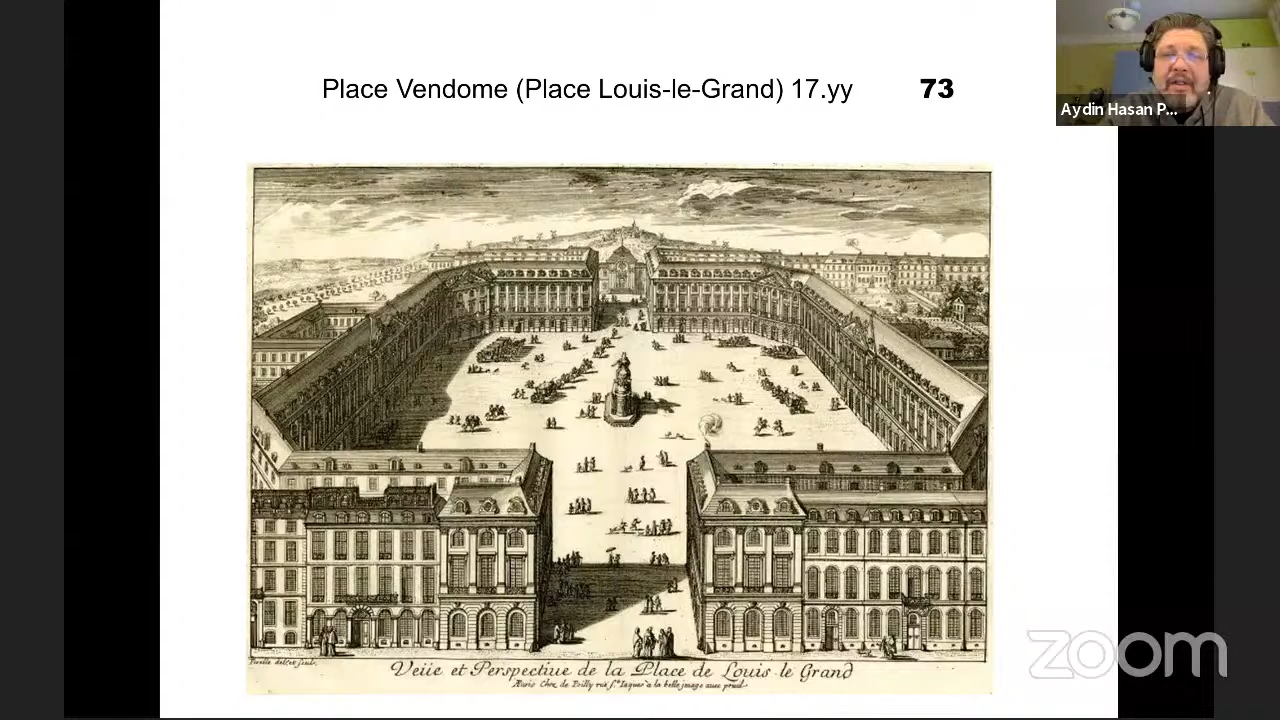 Place Vendome (Place Louis-le-Grand) 17.yy 73
Aydin Hasan P...
Veüe et Perspective de la Place de Louis le Grand
zoom